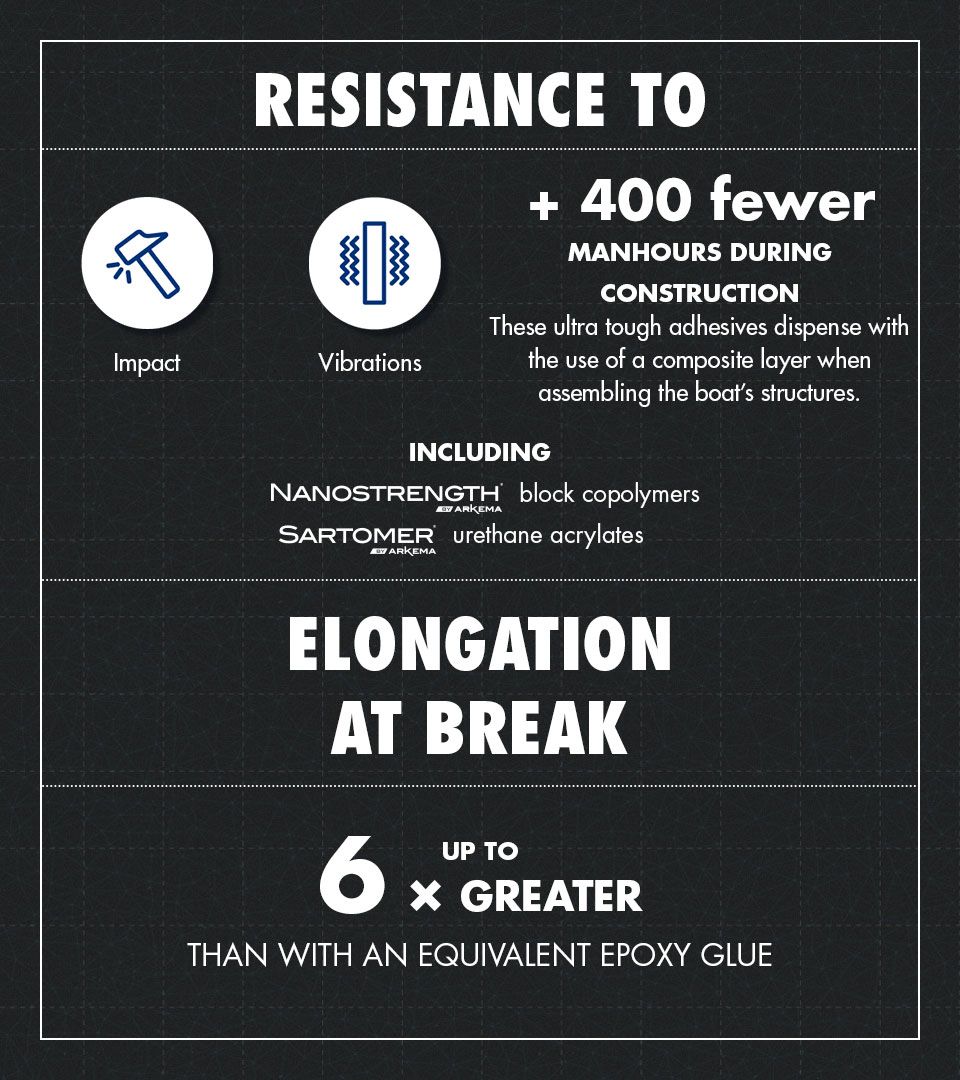 RESISTANCE TO
Impact
Vibrations
+ 400 fewer
MANHOURS DURING
CONSTRUCTION
These ultra tough adhesives dispense with
the use of a composite layer when
assembling the boat's structures.
INCLUDING
NANOSTRENGTH® block copolymers
BY ARKEMA
SARTOMER® urethane acrylates
BY ARKEMA
ELONGATION
AT BREAK
UP TO
6 × GREATER
THAN WITH AN EQUIVALENT EPOXY GLUE